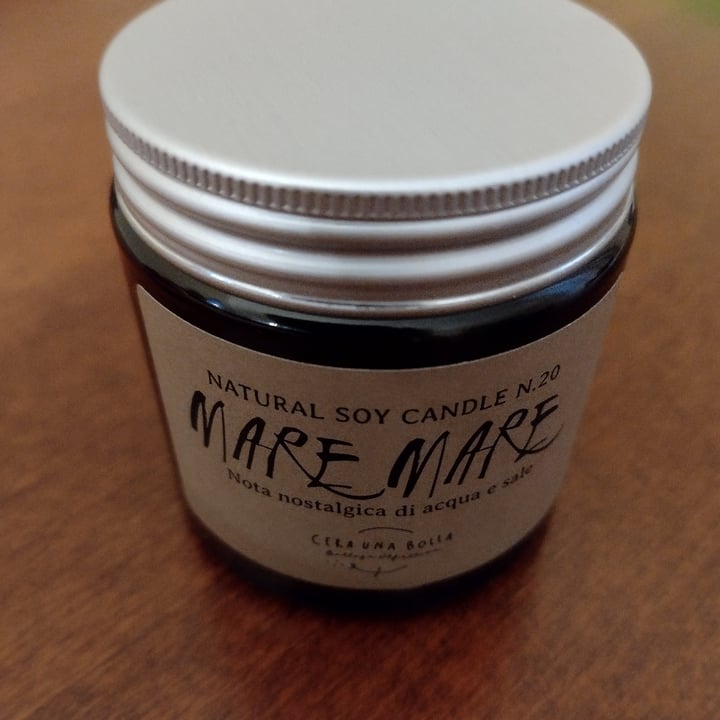 NATURAL SOY CANDLE N.20
MARE MARE
Nota nostalgica di acqua e sale
CERA UNA BOLLA